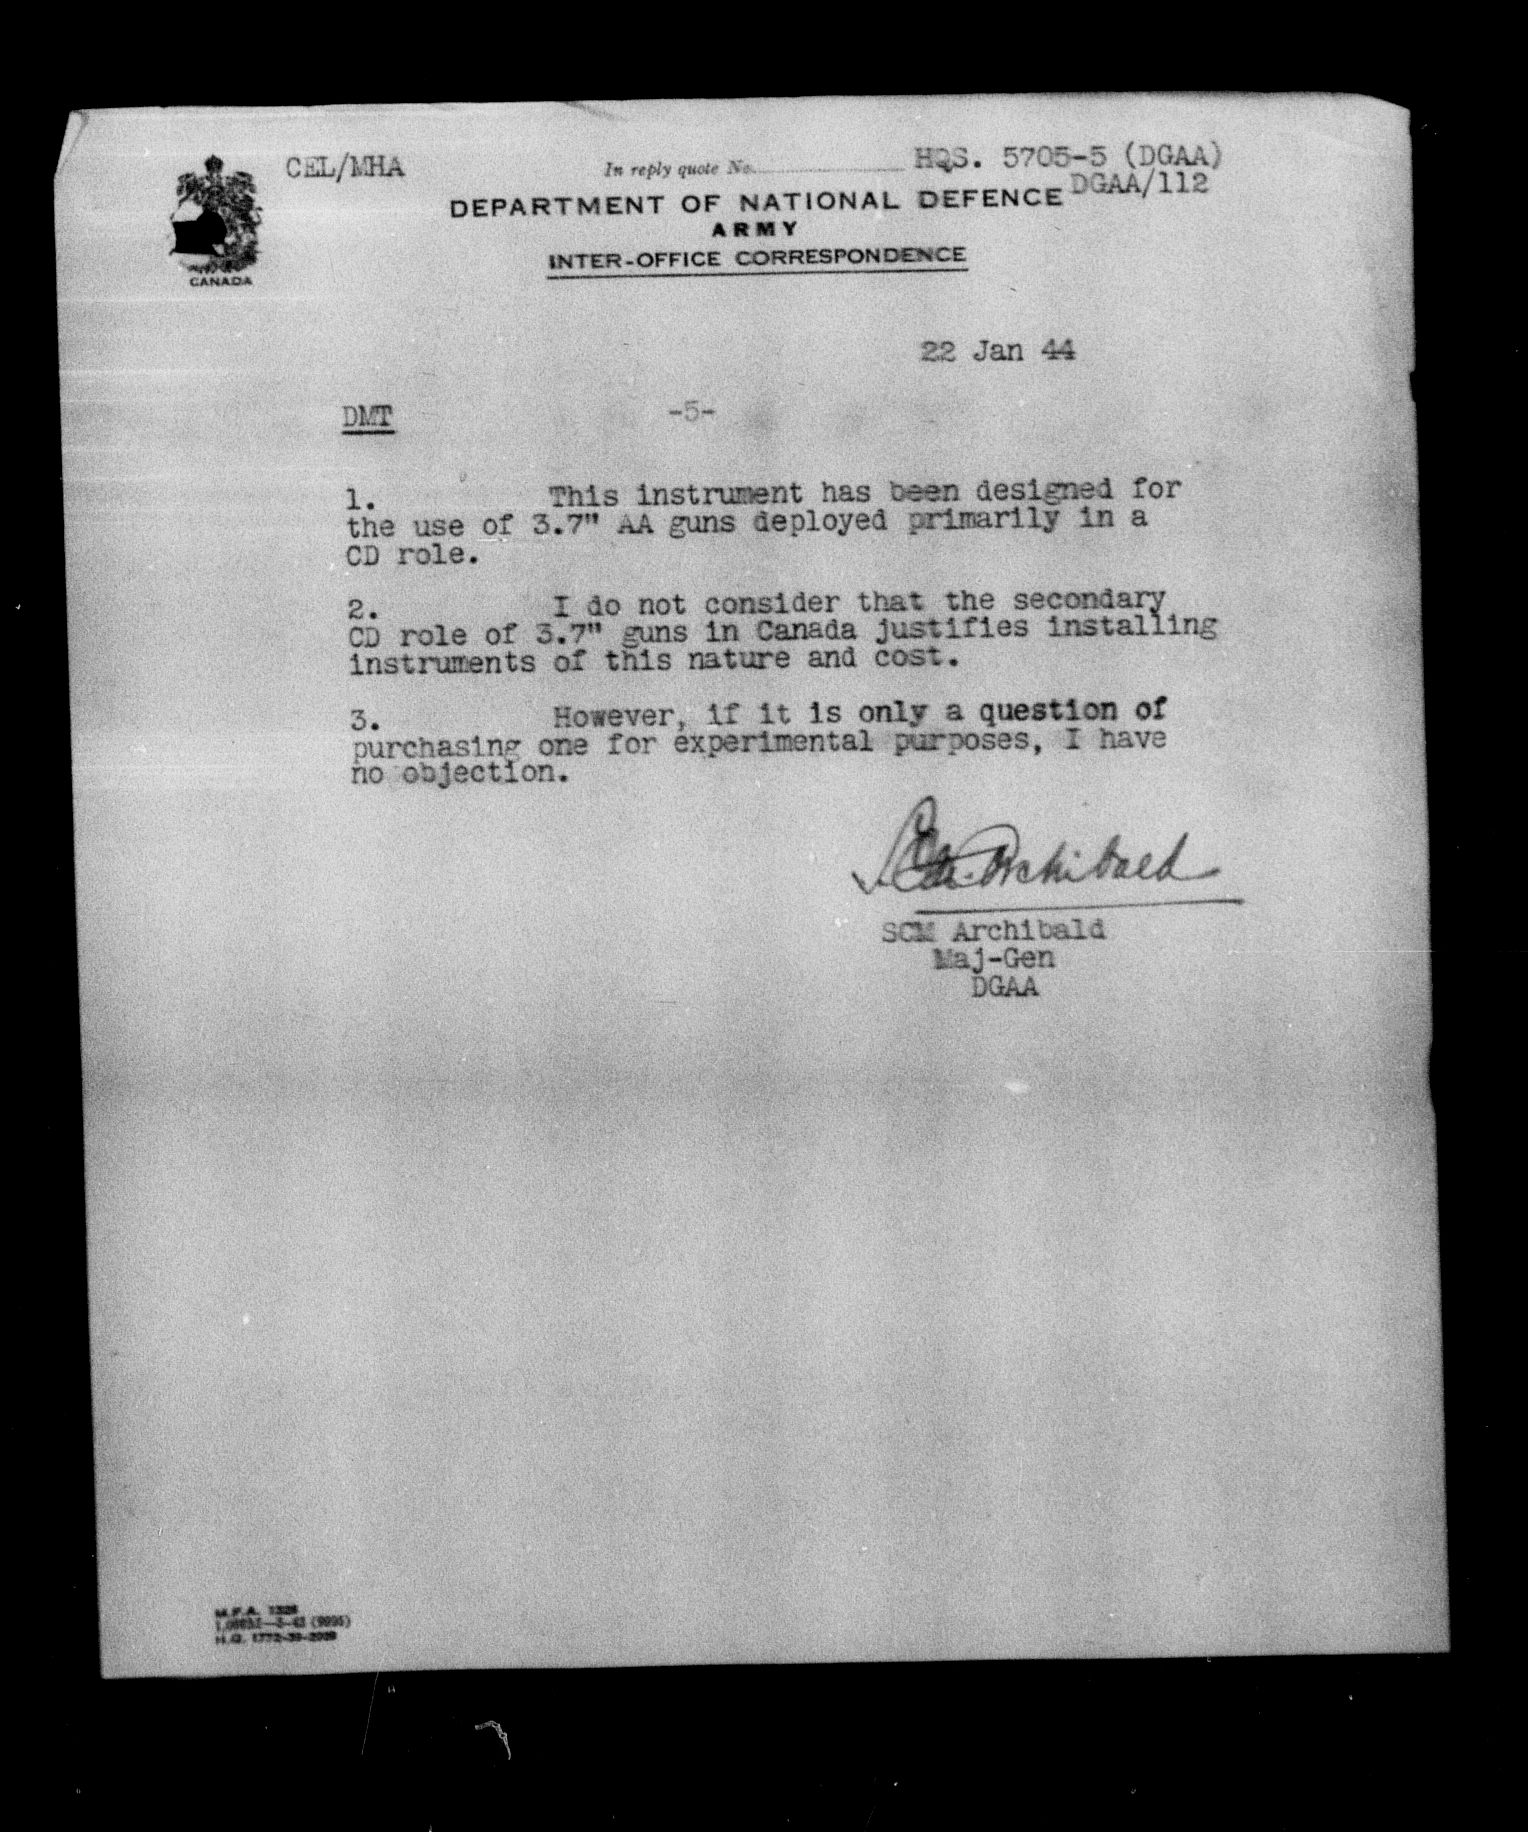 CEL/MHA
In reply quote No. HQS. 5705-5 (DGAA)
DGAA/112
DEPARTMENT OF NATIONAL DEFENCE
ARMY
INTER-OFFICE CORRESPONDENCE
CANADA
22 Jan 44
DMT
-5-
1. This instrument has been designed for
the use of 3.7" AA guns deployed primarily in a
CD role.
2. I do not consider that the secondary
CD role of 3.7" guns in Canada justifies installing
instruments of this nature and cost.
3. However, if it is only a question of
purchasing one for experimental purposes, I have
no objection.
Archibald
SCM Archibald
Maj-Gen
DGAA
M.F.A.
H.Q. 1772-39-